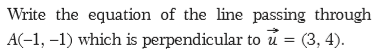 Write the equation of the line passing through
A(−1, −1) which is perpendicular to u⃗ = (3, 4).